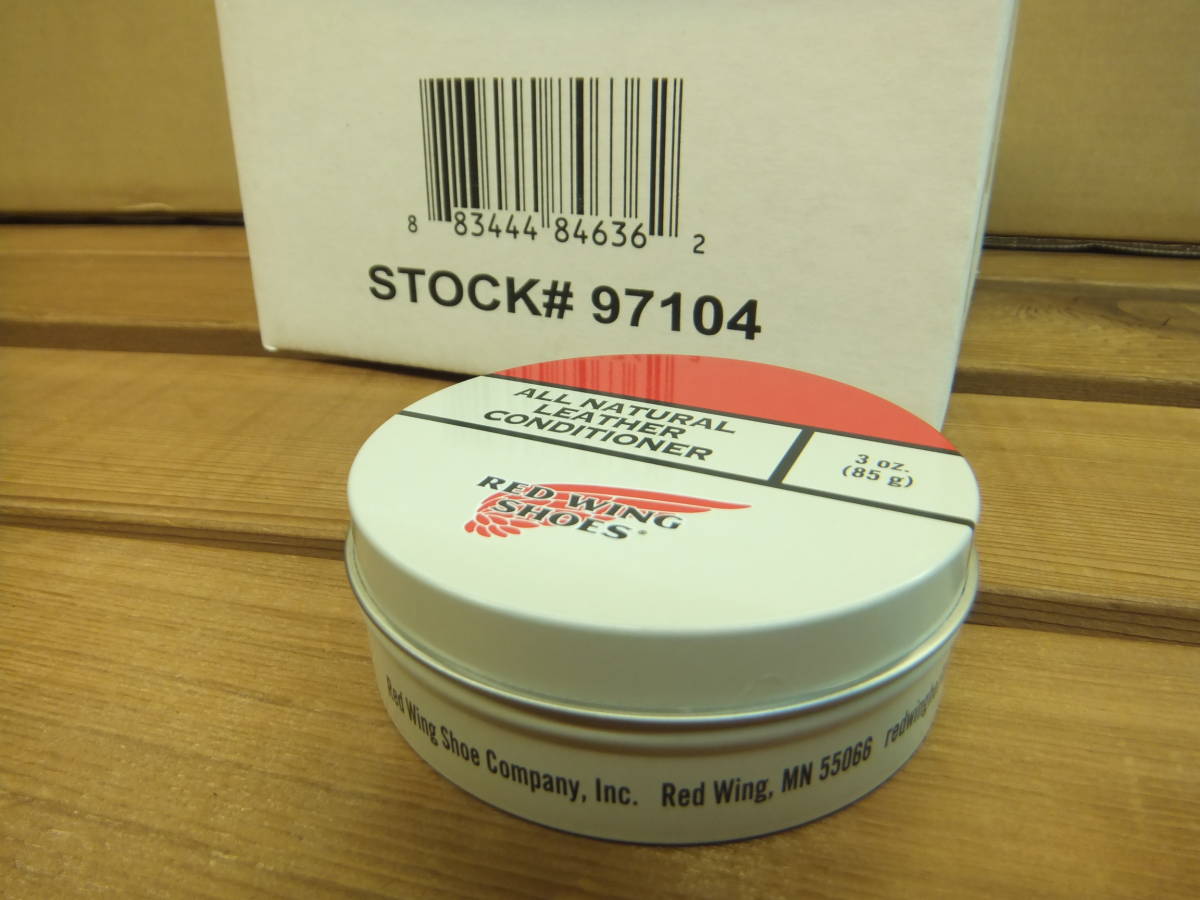 8 83444 84636 2
STOCK# 97104
ALL NATURAL
LEATHER
CONDITIONER
3 oz.
(85 g)
RED WING
SHOES®
Red Wing Shoe Company, Inc. Red Wing, MN 55066